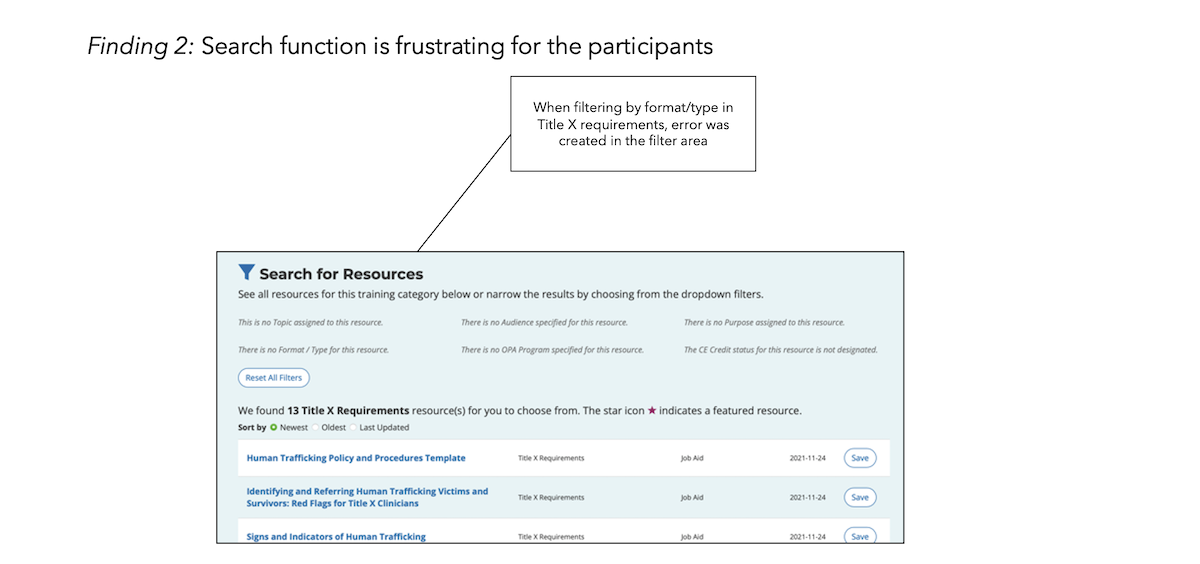 Finding 2: Search function is frustrating for the participants
When filtering by format/type in
Title X requirements, error was
created in the filter area
Search for Resources
See all resources for this training category below or narrow the results by choosing from the dropdown filters.
This is no Topic assigned to this resource. There is no Audience specified for this resource. There is no Purpose assigned to this resource.
There is no Format / Type for this resource. There is no OPA Program specified for this resource. The CE Credit status for this resource is not designated.
Reset All Filters
We found 13 Title X Requirements resource(s) for you to choose from. The star icon ★ indicates a featured resource.
Sort by Newest Oldest Last Updated
Human Trafficking Policy and Procedures Template Title X Requirements Job Aid 2021-11-24 Save
Identifying and Referring Human Trafficking Victims and
Survivors: Red Flags for Title X Clinicians Title X Requirements Job Aid 2021-11-24 Save
Signs and Indicators of Human Trafficking Title X Requirements Job Aid 2021-11-24 Save